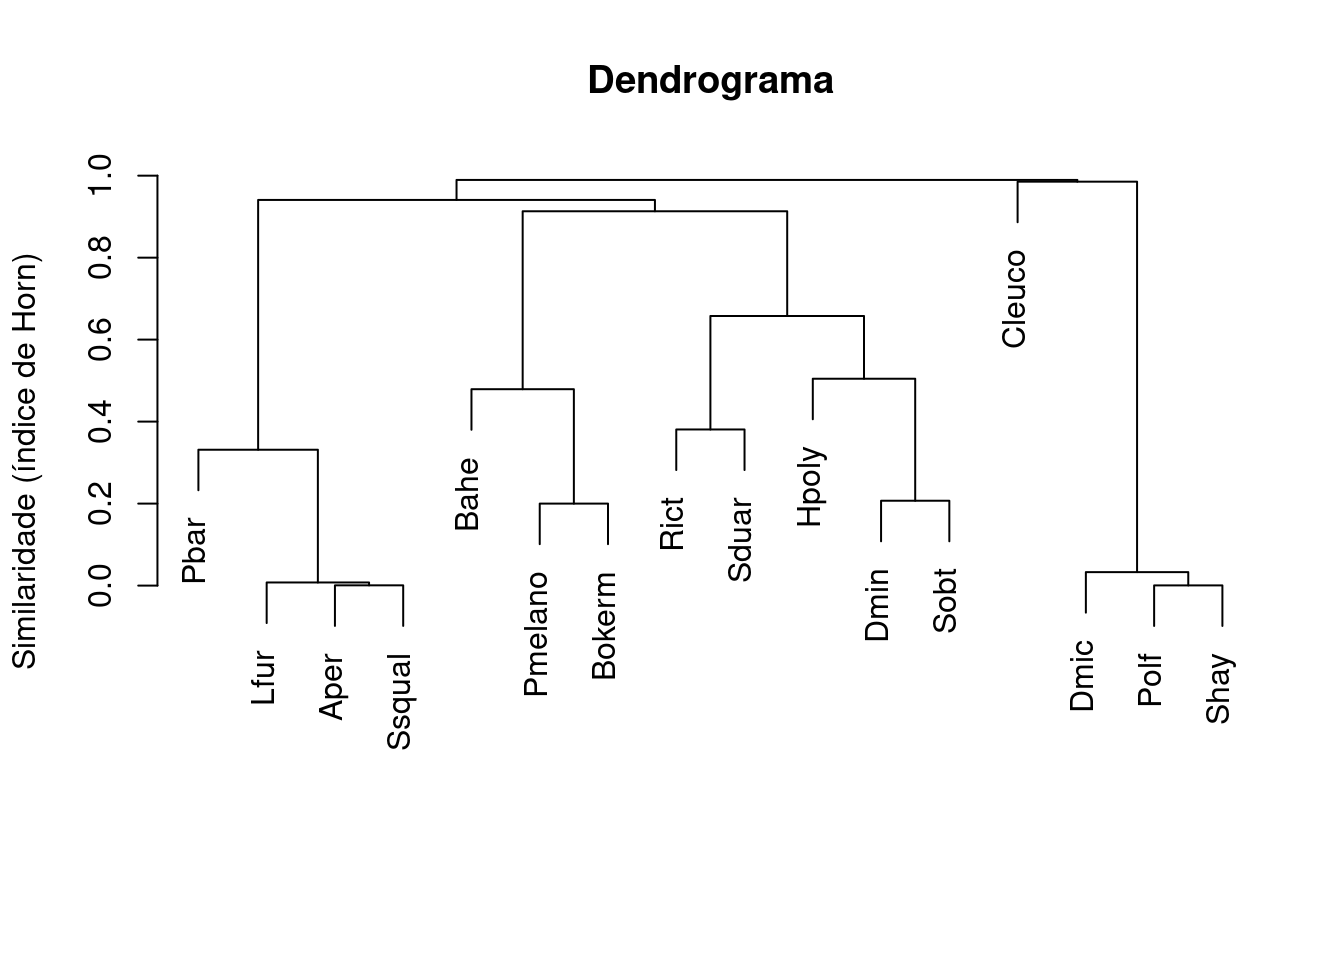 Dendrograma
Similaridade (índice de Horn)
1.0
0.8
0.6
0.4
0.2
0.0
Pbar
Lfur
Aper
Ssqual
Bahe
Pmelano
Bokerm
Rict
Sduar
Hpoly
Dmin
Sobt
Cleuco
Dmic
Polf
Shay